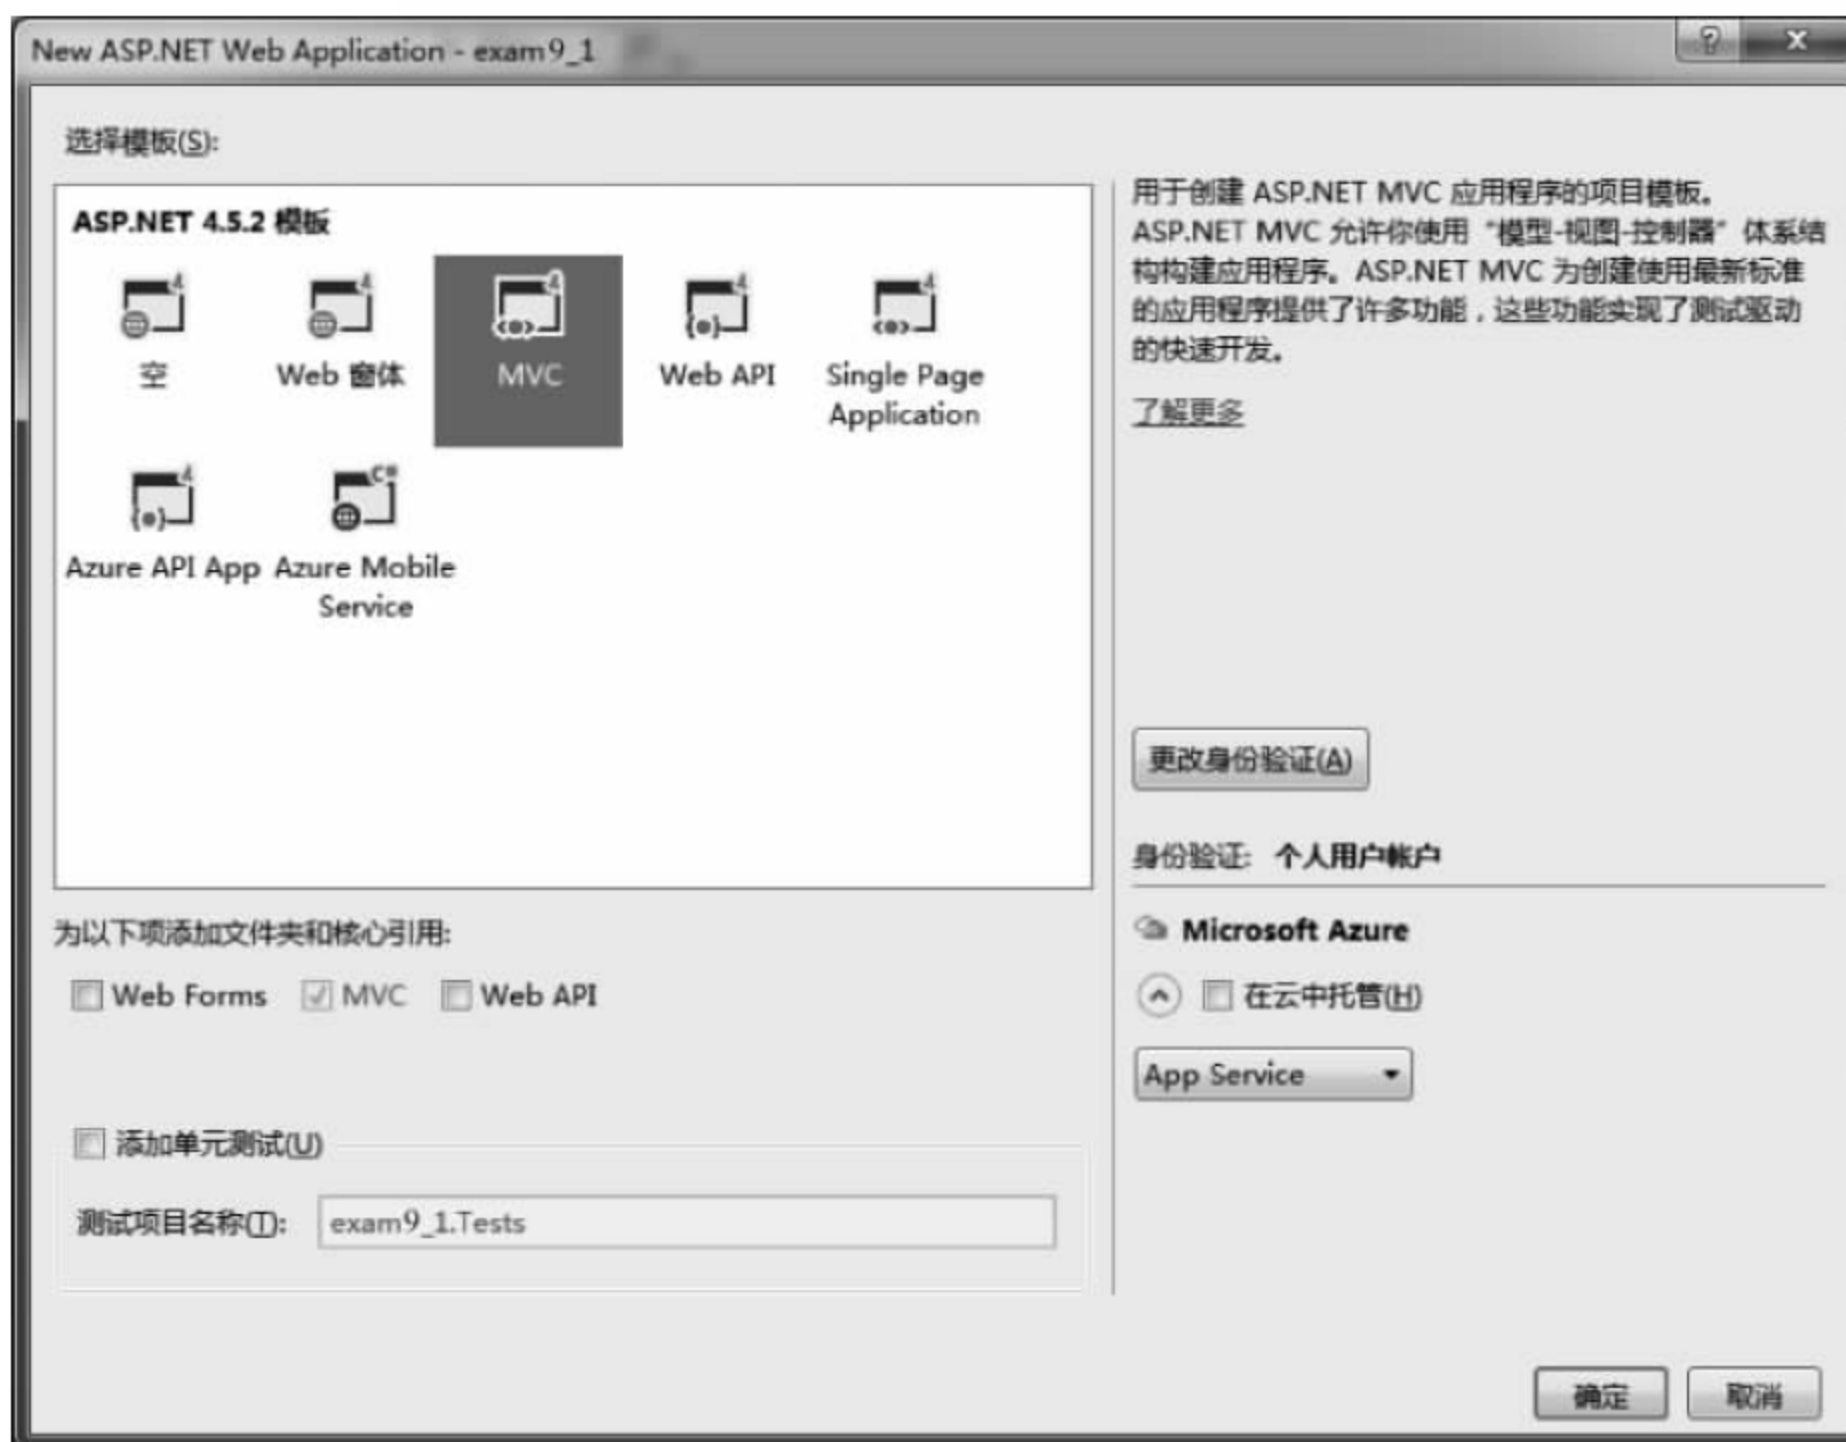 New ASP.NET Web Application - exam9_1
选择模板(S):
ASP.NET 4.5.2 模板
空
Web 窗体
MVC
Web API
Single Page
Application
Azure API App
Azure Mobile
Service
用于创建 ASP.NET MVC 应用程序的项目模板。
ASP.NET MVC 允许你使用“模型-视图-控制器”体系结
构构建应用程序。ASP.NET MVC 为创建使用最新标准
的应用程序提供了许多功能，这些功能实现了测试驱动
的快速开发。
了解更多
更改身份验证(A)
身份验证: 个人用户帐户
Microsoft Azure
在云中托管(H)
App Service
为以下项添加文件夹和核心引用:
Web Forms MVC Web API
添加单元测试(U)
测试项目名称(T): exam9_1.Tests
确定 取消